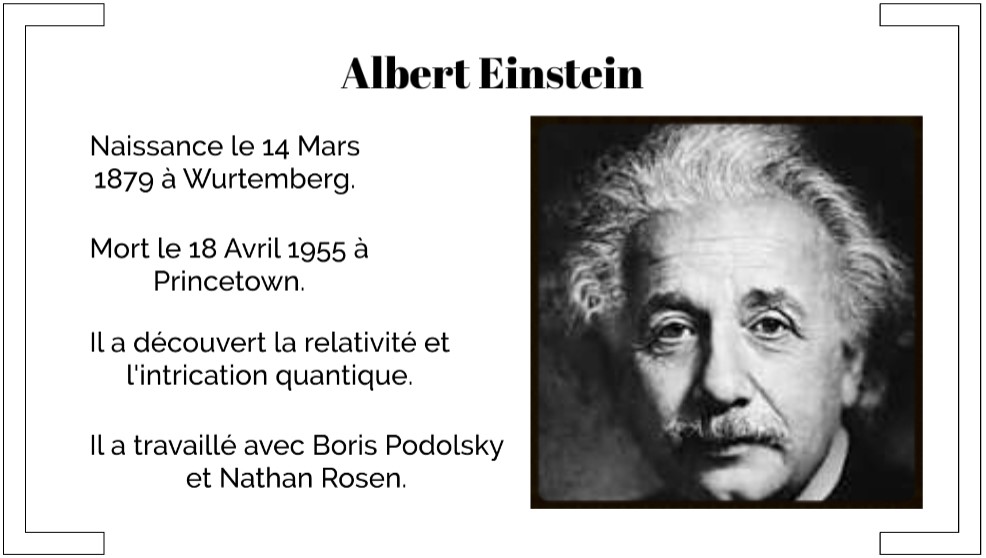 Albert Einstein
Naissance le 14 Mars
1879 à Wurtemberg.
Mort le 18 Avril 1955 à
Princetown.
Il a découvert la relativité et
l'intrication quantique.
Il a travaillé avec Boris Podolsky
et Nathan Rosen.